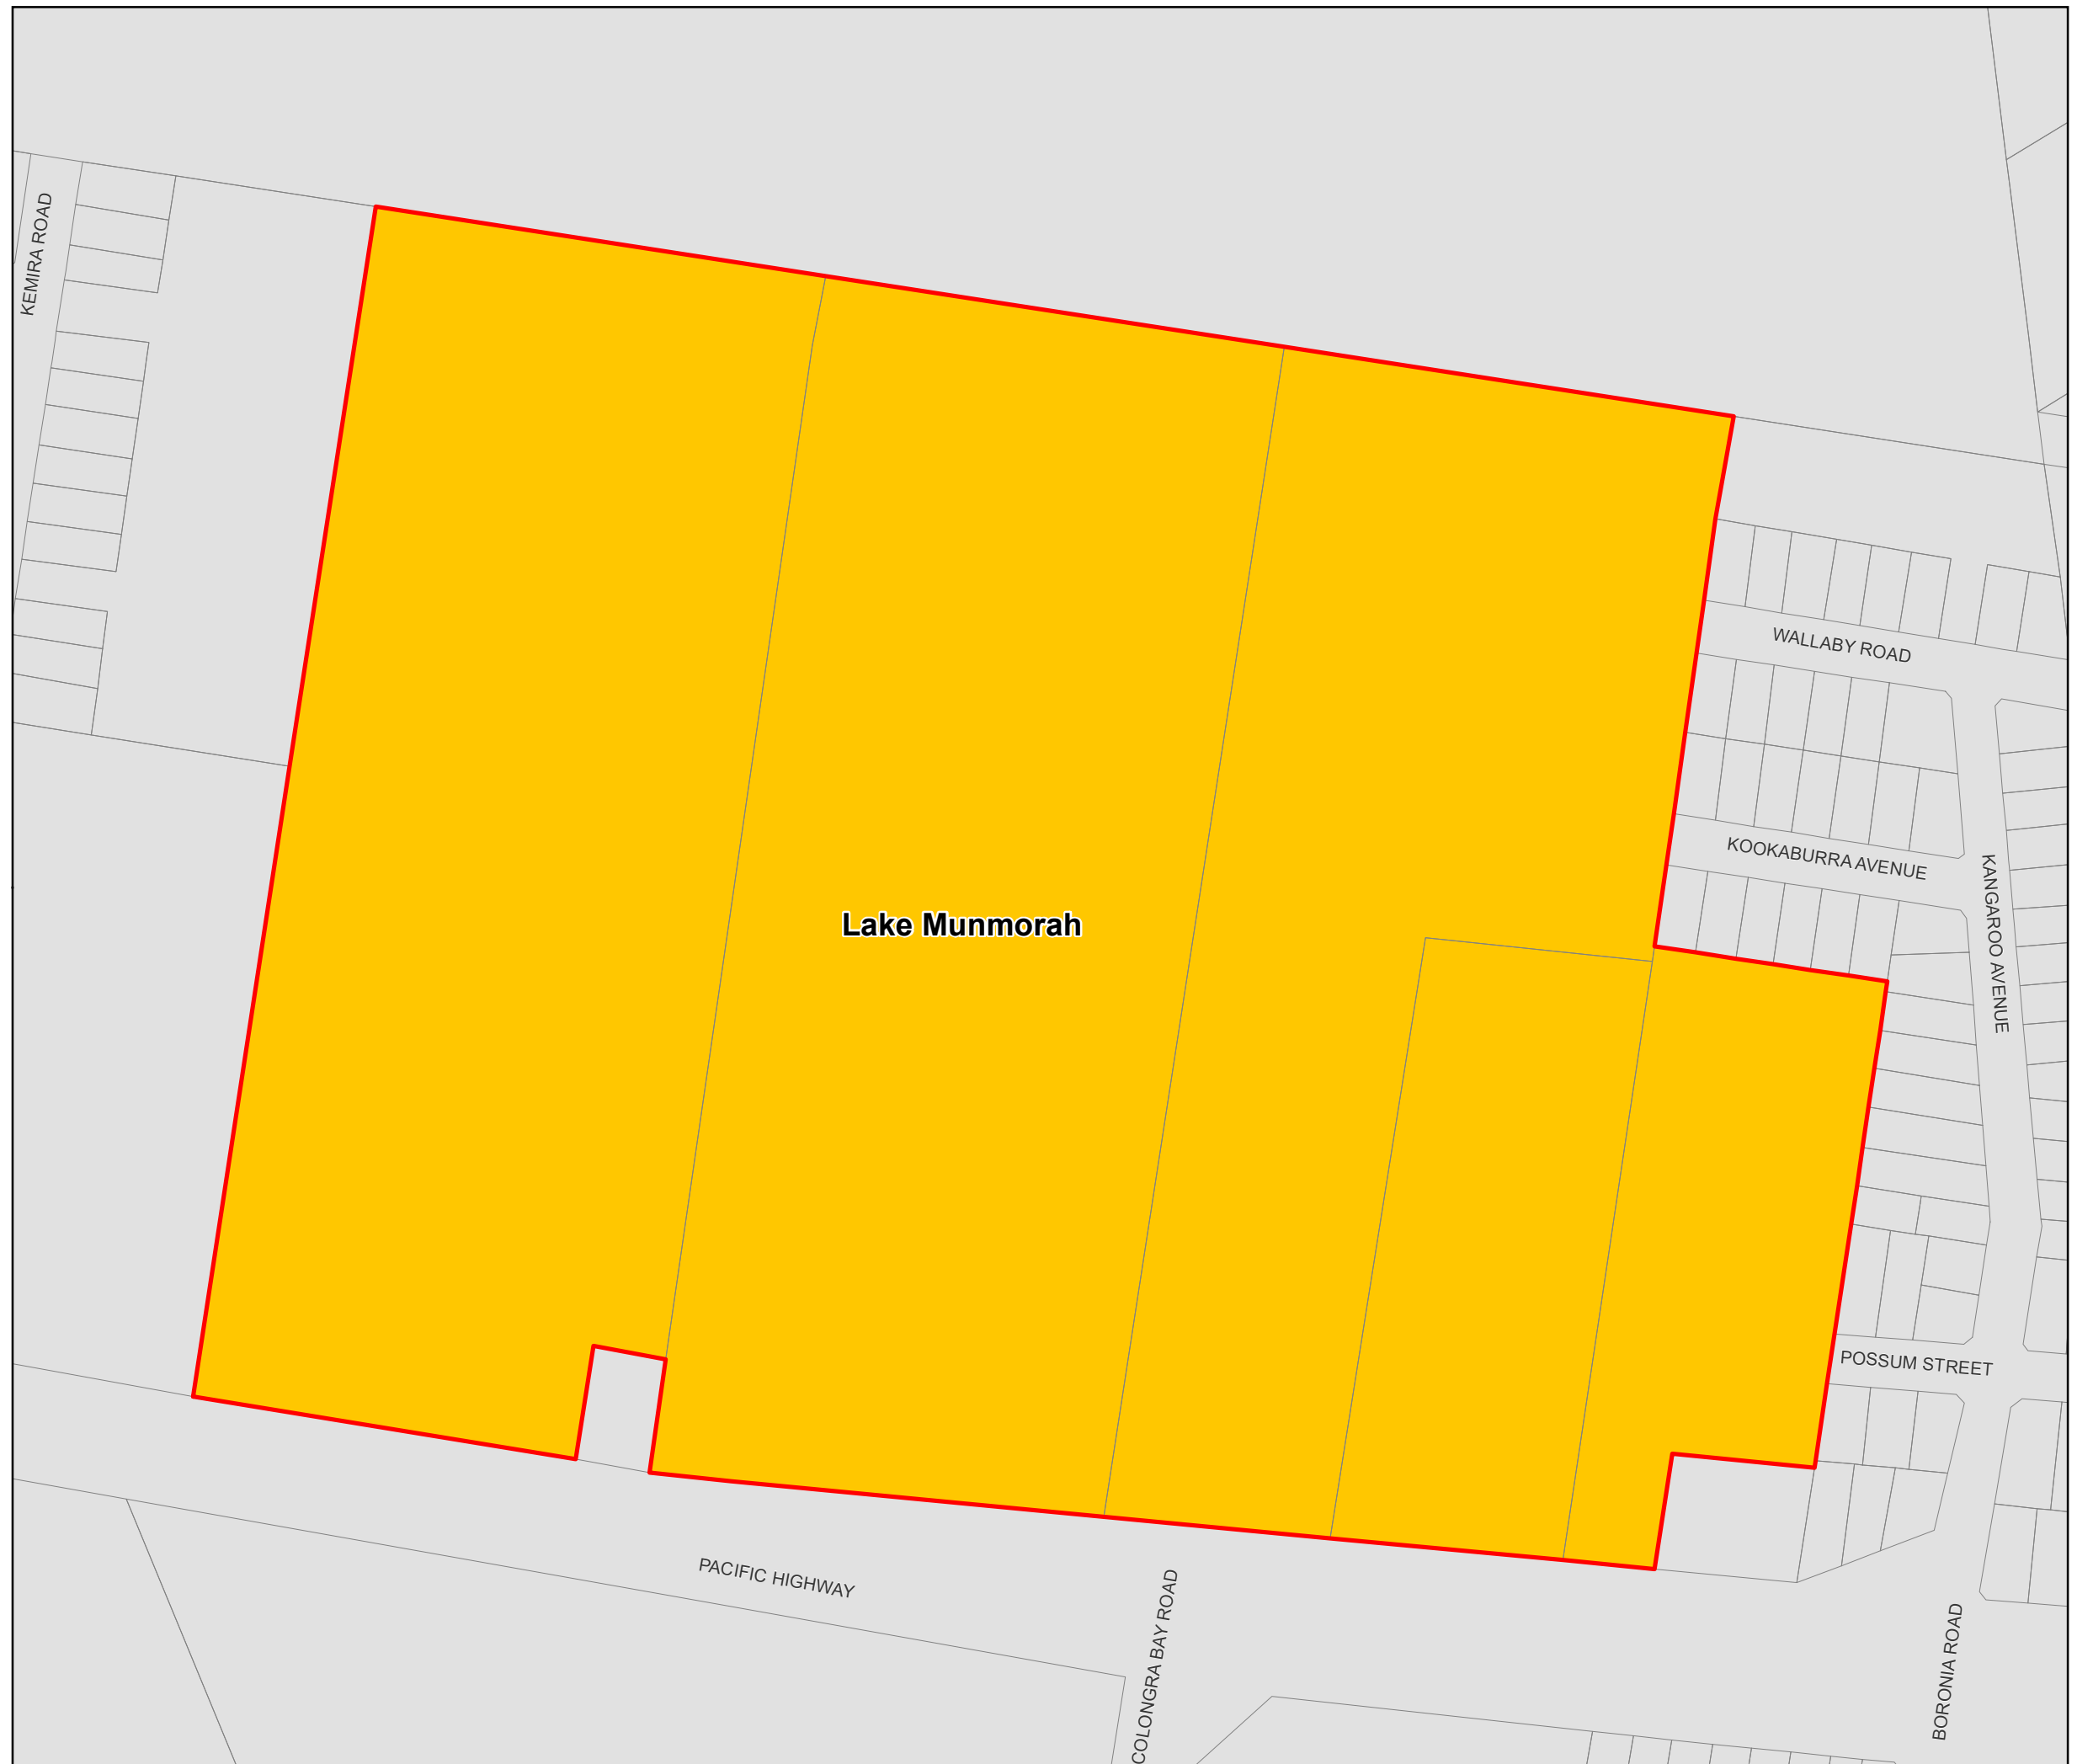 KEMIRA ROAD
WALLABY ROAD
KOOKABURRA AVENUE
KANGAROO AVENUE
Lake Munmorah
POSSUM STREET
PACIFIC HIGHWAY
COLONGRA BAY ROAD
BORONIA ROAD